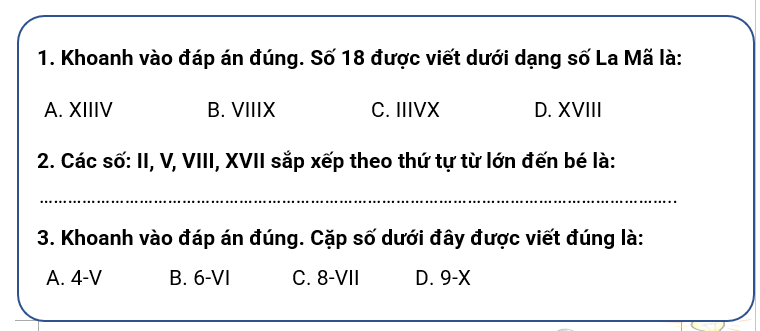 1. Khoanh vào đáp án đúng. Số 18 được viết dưới dạng số La Mã là:
A. XIIIV B. VIIIX C. IIIVX D. XVIII
2. Các số: II, V, VIII, XVII sắp xếp theo thứ tự từ lớn đến bé là:
........................................................................................................................
3. Khoanh vào đáp án đúng. Cặp số dưới đây được viết đúng là:
A. 4-V B. 6-VI C. 8-VII D. 9-X